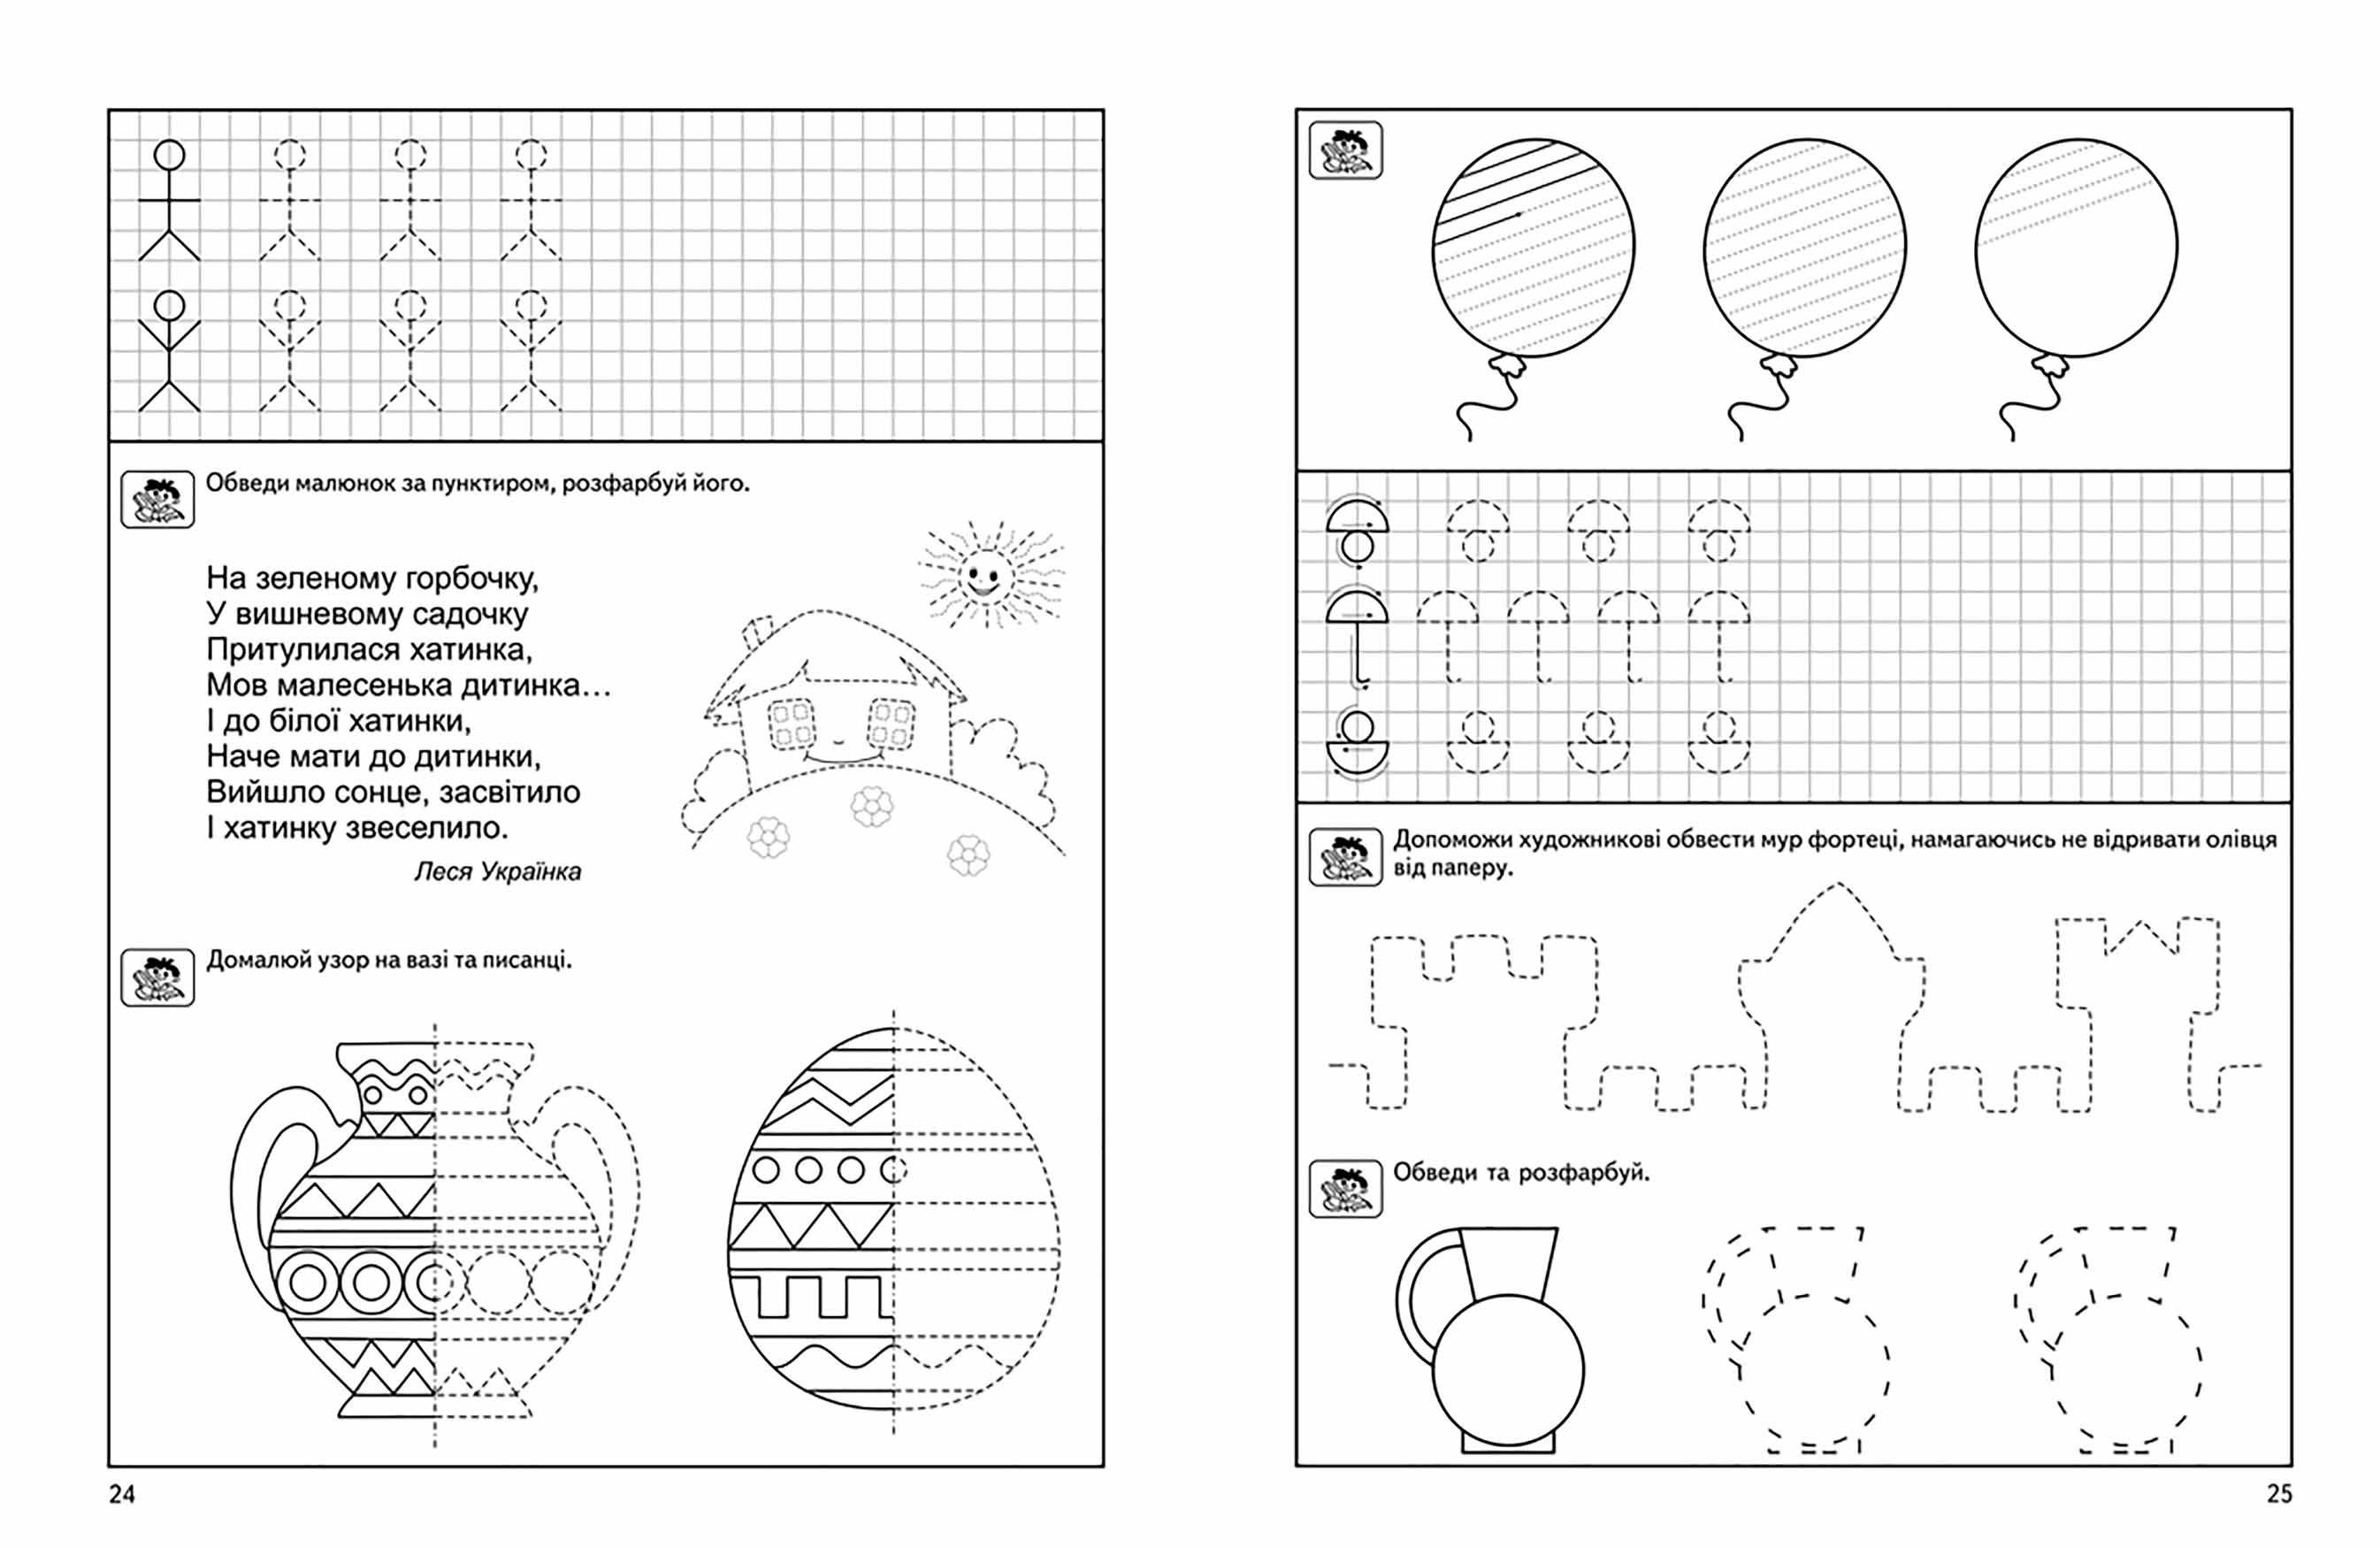 Обведи малюнок за пунктиром, розфарбуй його.
На зеленому горбочку,
У вишневому садочку
Притулилася хатинка,
Мов малесенька дитинка...
І до білої хатинки,
Наче мати до дитинки,
Вийшло сонце, засвітило
І хатинку звеселило.
Леся Українка
Домалюй узор на вазі та писанці.
24
Допоможи художникові обвести мур фортеці, намагаючись не відривати олівця
від паперу.
Обведи та розфарбуй.
25